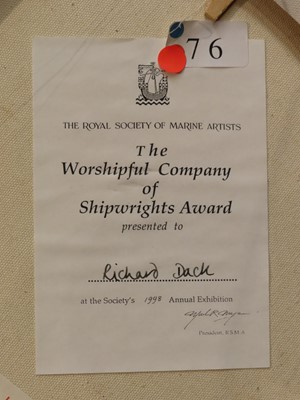 76
THE ROYAL SOCIETY OF MARINE ARTISTS
The
Worshipful Company
of
Shipwrights Award
presented to
Richard Dack
at the Society's 1998 Annual Exhibition
President, R.S.M.A